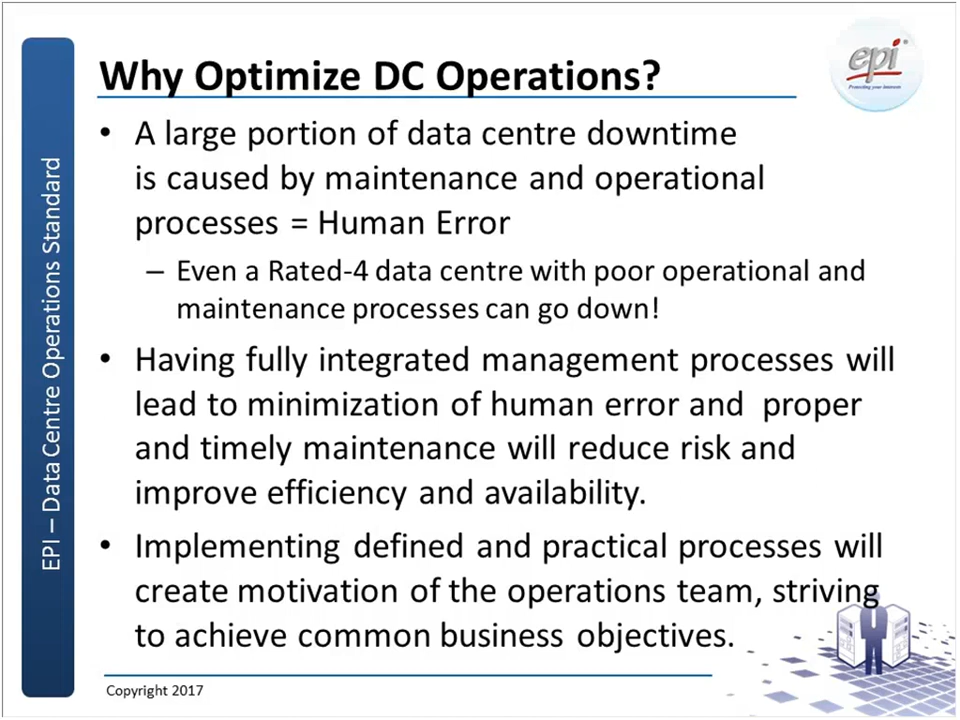 Why Optimize DC Operations?
epi®
Protecting your interests
• A large portion of data centre downtime
is caused by maintenance and operational
processes = Human Error
– Even a Rated-4 data centre with poor operational and
maintenance processes can go down!
• Having fully integrated management processes will
lead to minimization of human error and proper
and timely maintenance will reduce risk and
improve efficiency and availability.
• Implementing defined and practical processes will
create motivation of the operations team, striving
to achieve common business objectives.
EPI – Data Centre Operations Standard
Copyright 2017